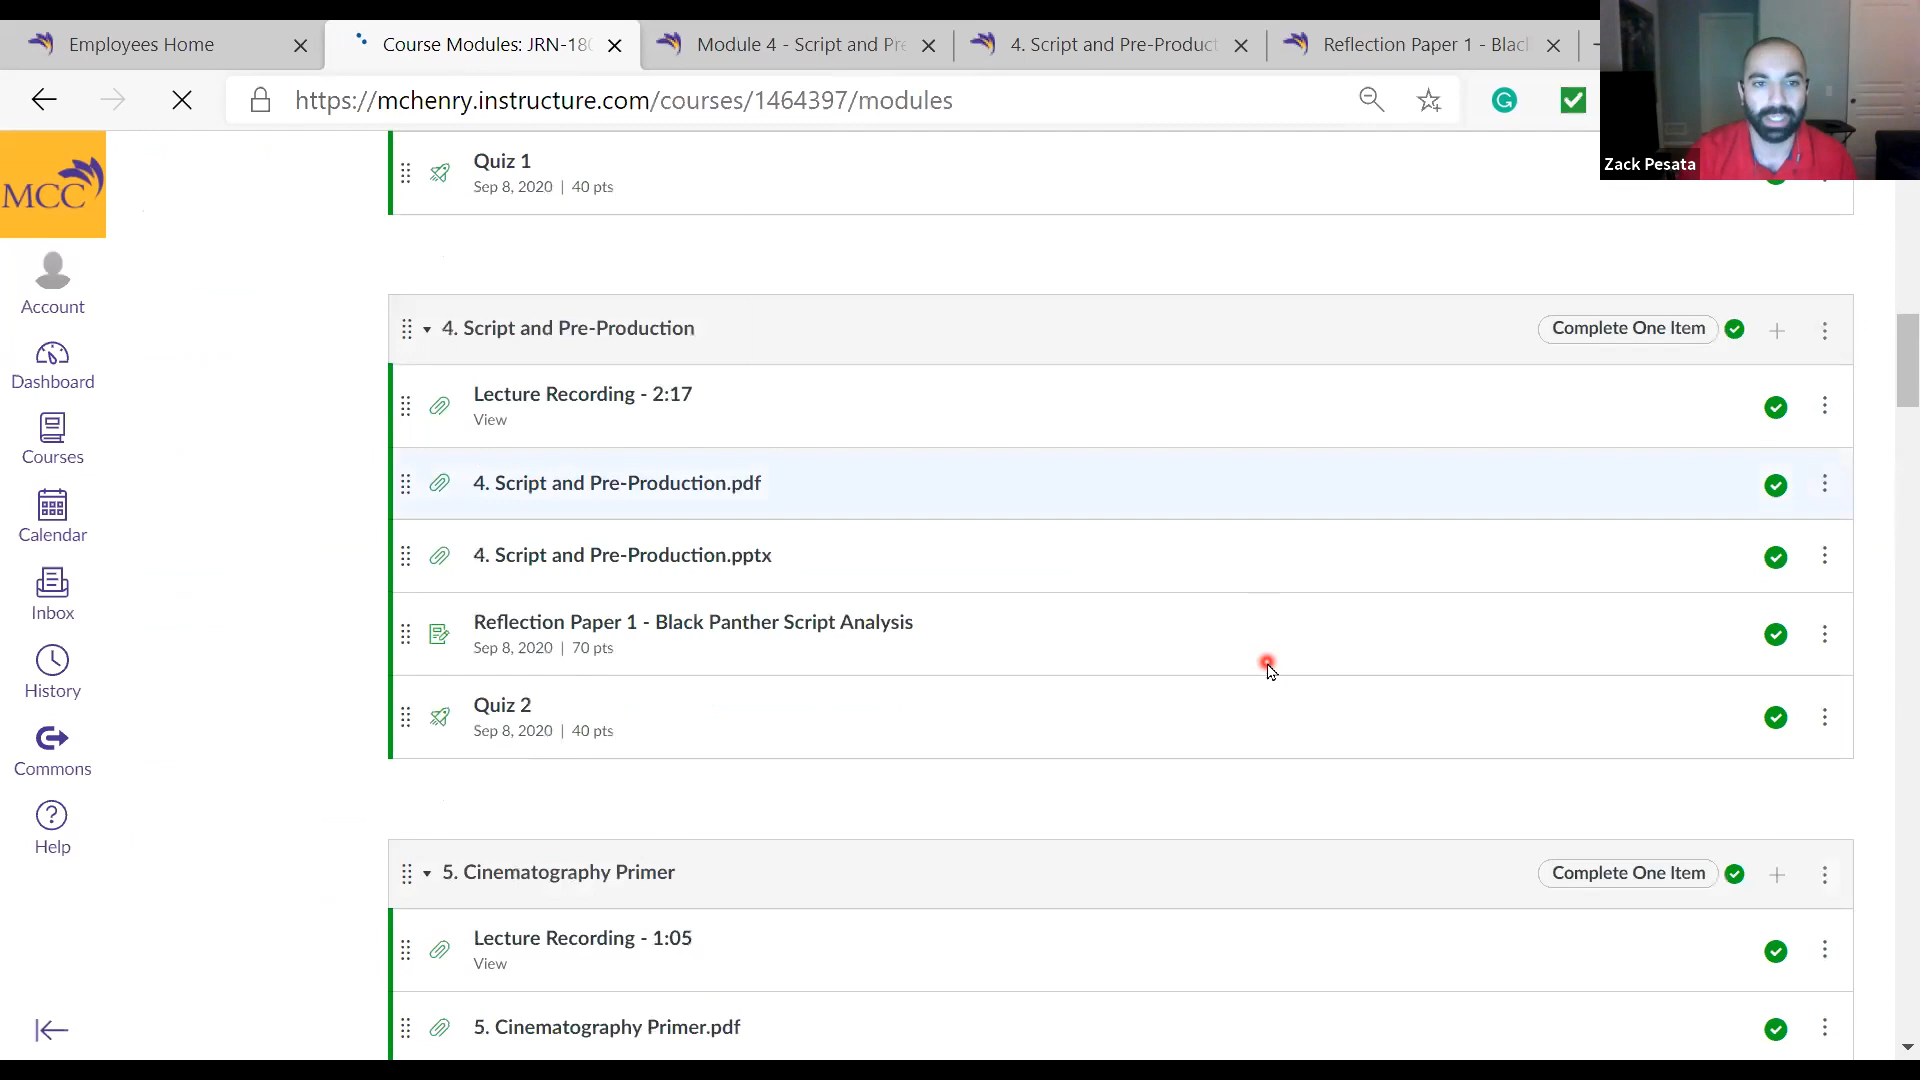 Employees Home
Course Modules: JRN-180
Module 4 - Script and Pre
4. Script and Pre-Product
Reflection Paper 1 - Blac
https://mchenry.instructure.com/courses/1464397/modules
Zack Pesata
MCC
Account
Dashboard
Courses
Calendar
Inbox
History
Commons
Help
Quiz 1
Sep 8, 2020 | 40 pts
4. Script and Pre-Production
Complete One Item
Lecture Recording - 2:17
View
4. Script and Pre-Production.pdf
4. Script and Pre-Production.pptx
Reflection Paper 1 - Black Panther Script Analysis
Sep 8, 2020 | 70 pts
Quiz 2
Sep 8, 2020 | 40 pts
5. Cinematography Primer
Complete One Item
Lecture Recording - 1:05
View
5. Cinematography Primer.pdf